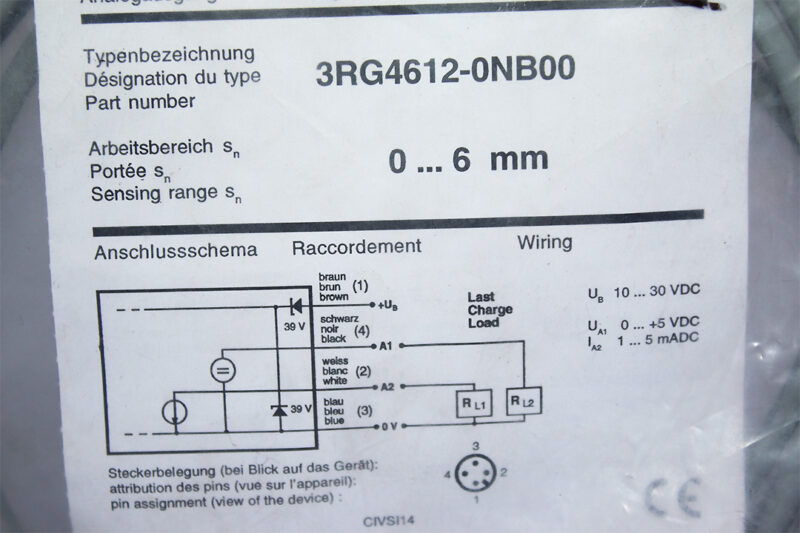 Typenbezeichnung
Désignation du type
Part number
3RG4612-0NB00
Arbeitsbereich sn
Portée sn
Sensing range sn
0 ... 6 mm
Anschlussschema Raccordement Wiring
braun
brun (1)
brown
+UB
39 V
schwarz
noir (4)
black
A1
weiss
blanc (2)
white
A2
blau
bleu (3)
blue
0 V
39 V
Last
Charge
Load
RL1
RL2
UB 10 ... 30 VDC
UA1 0 ... +5 VDC
IA2 1 ... 5 mADC
Steckerbelegung (bei Blick auf das Gerät):
attribution des pins (vue sur l'appareil):
pin assignment (view of the device) :
3
4 2
1
CIVSI14
CE